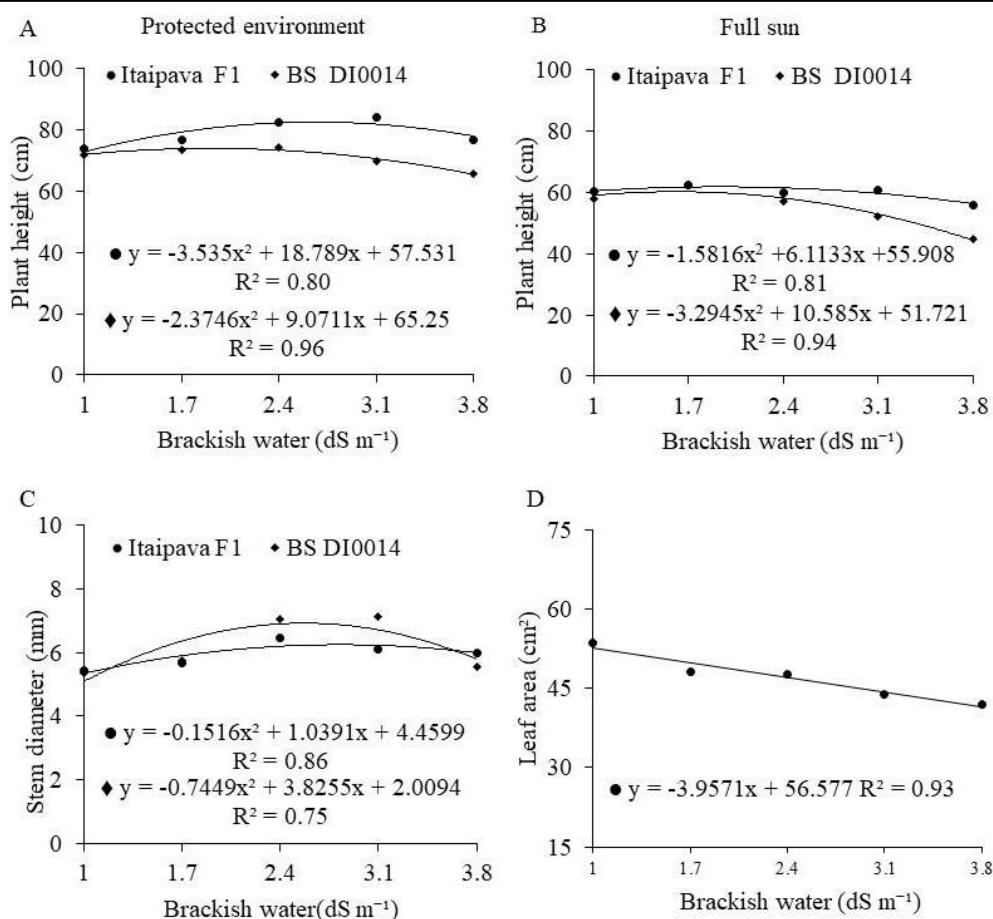 A
Protected environment
Itaipava F1
BS DI0014
Plant height (cm)
100
80
60
40
20
0
y = -3.535x² + 18.789x + 57.531
R² = 0.80
y = -2.3746x² + 9.0711x + 65.25
R² = 0.96
1
1.7
2.4
3.1
3.8
Brackish water (dS m⁻¹)
B
Full sun
Itaipava F1
BS DI0014
Plant height (cm)
100
80
60
40
20
0
y = -1.5816x² +6.1133x +55.908
R² = 0.81
y = -3.2945x² + 10.585x + 51.721
R² = 0.94
1
1.7
2.4
3.1
3.8
Brackish water (dS m⁻¹)
C
Itaipava F1
BS DI0014
Stem diameter (mm)
10
8
6
4
2
0
y = -0.1516x² + 1.0391x + 4.4599
R² = 0.86
y = -0.7449x² + 3.8255x + 2.0094
R² = 0.75
1
1.7
2.4
3.1
3.8
Brackish water(dS m⁻¹)
D
Leaf area (cm²)
75
60
45
30
15
y = -3.9571x + 56.577 R² = 0.93
1
1.7
2.4
3.1
3.8
Brackish water (dS m⁻¹)